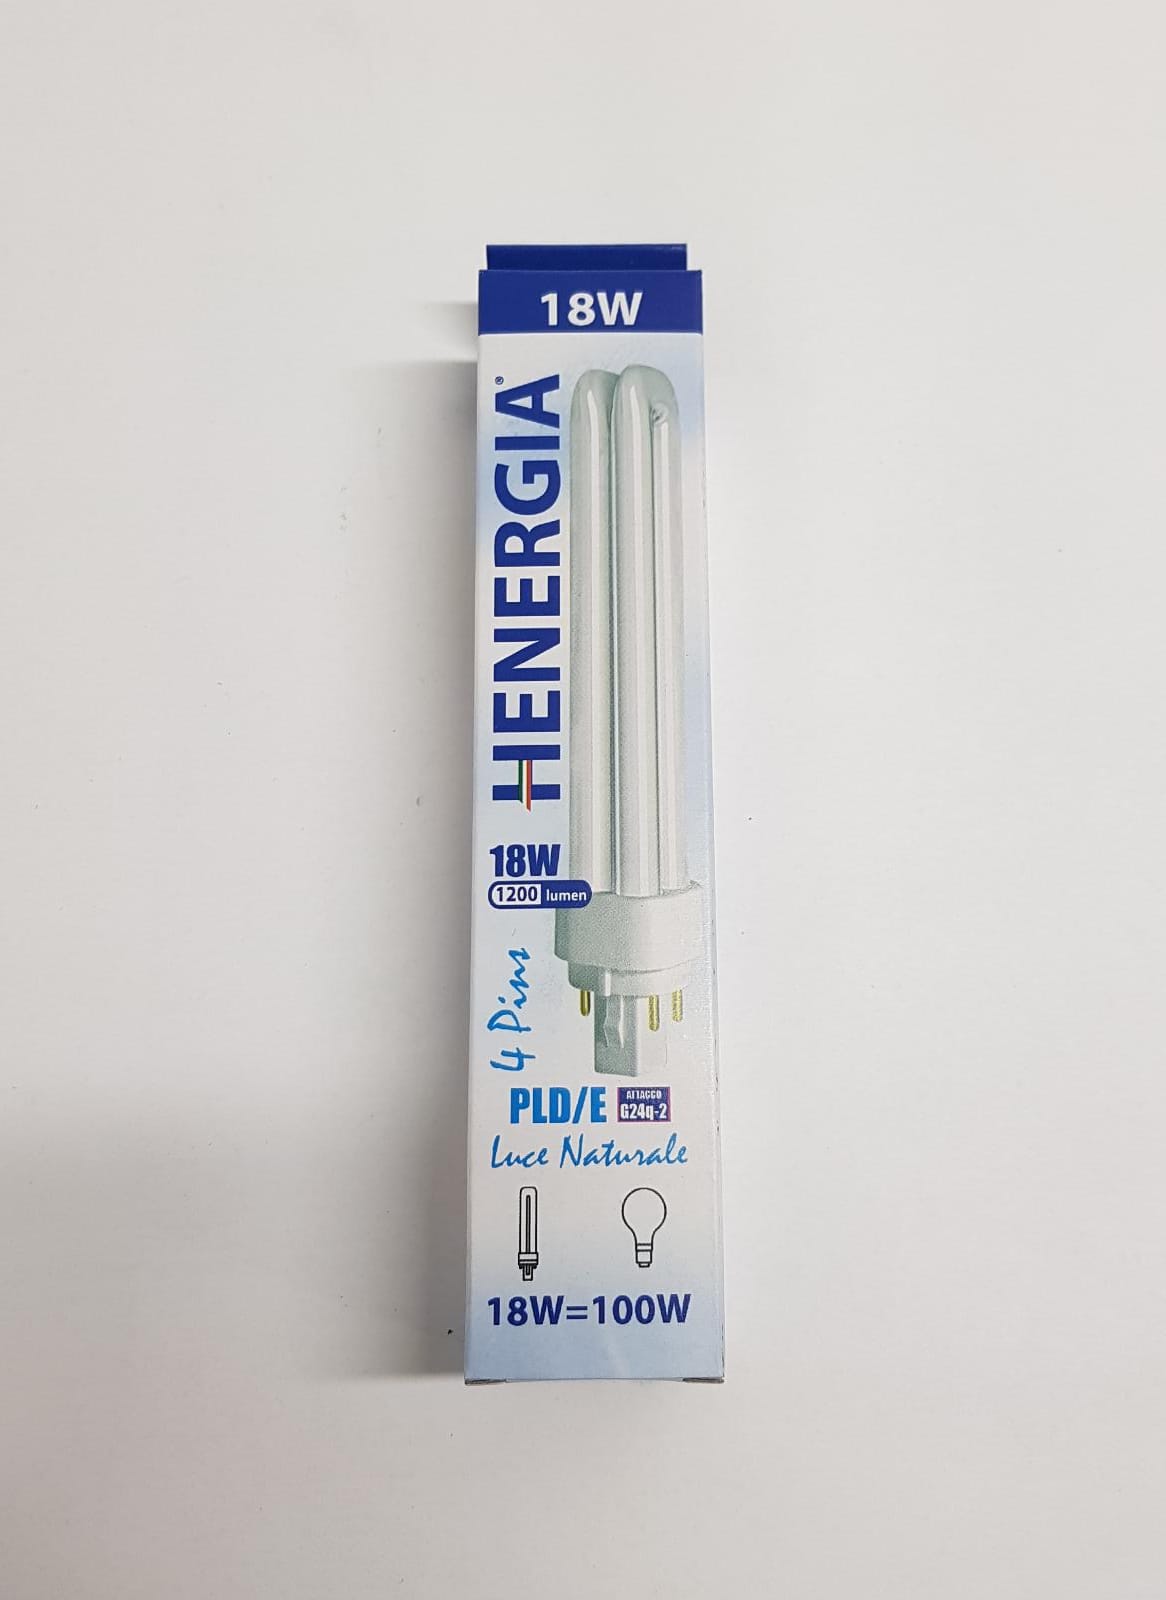 18W
HENERGIA®
18W
1200 lumen
4 Pins
PLD/E
ATTACCO
G24q-2
Luce Naturale
18W=100W